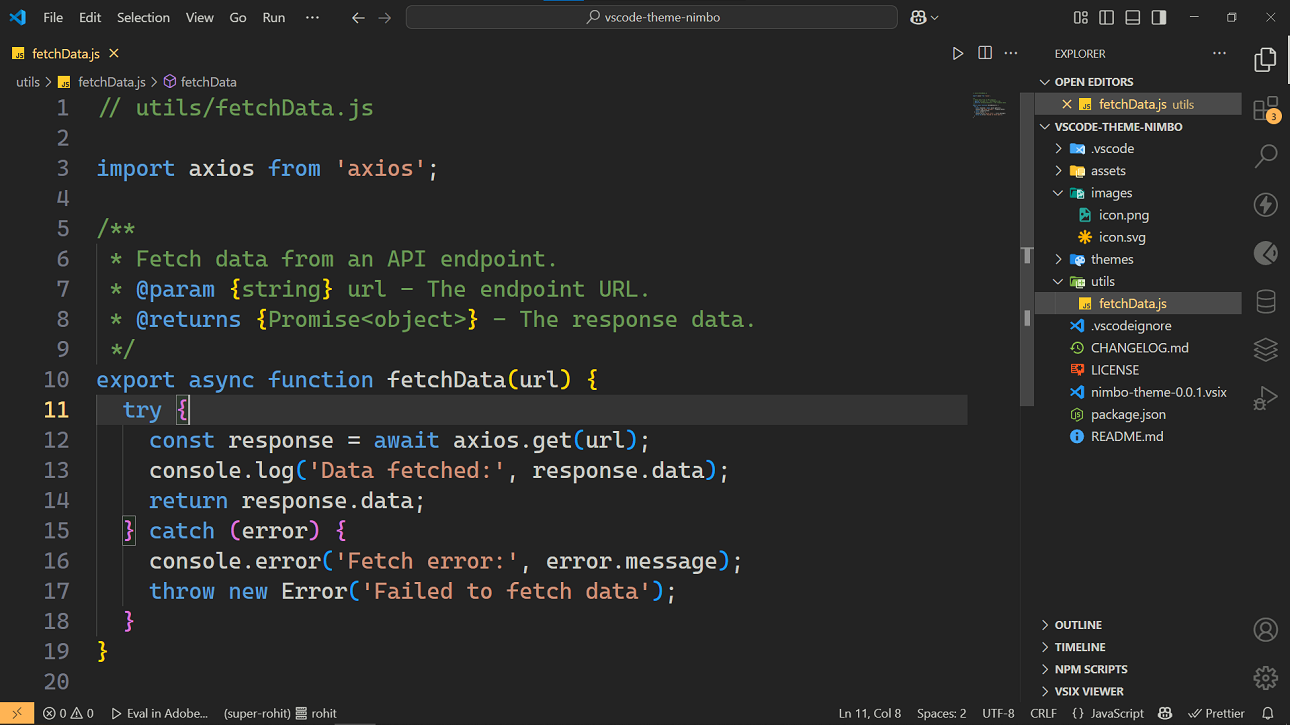 File Edit Selection View Go Run ··· vscode-theme-nimbo
fetchData.js
utils > fetchData.js > fetchData
1 // utils/fetchData.js
2
3 import axios from 'axios';
4
5 /**
6  * Fetch data from an API endpoint.
7  * @param {string} url - The endpoint URL.
8  * @returns {Promise<object>} - The response data.
9  */
10 export async function fetchData(url) {
11   try {
12     const response = await axios.get(url);
13     console.log('Data fetched:', response.data);
14     return response.data;
15   } catch (error) {
16     console.error('Fetch error:', error.message);
17     throw new Error('Failed to fetch data');
18   }
19 }
20
EXPLORER
OPEN EDITORS
fetchData.js utils
VSCODE-THEME-NIMBO
.vscode
assets
images
icon.png
icon.svg
themes
utils
fetchData.js
.vscodeignore
CHANGELOG.md
LICENSE
nimbo-theme-0.0.1.vsix
package.json
README.md
OUTLINE
TIMELINE
NPM SCRIPTS
VSIX VIEWER
3
0 0 Eval in Adobe... (super-rohit) rohit Ln 11, Col 8 Spaces: 2 UTF-8 CRLF {} JavaScript Prettier